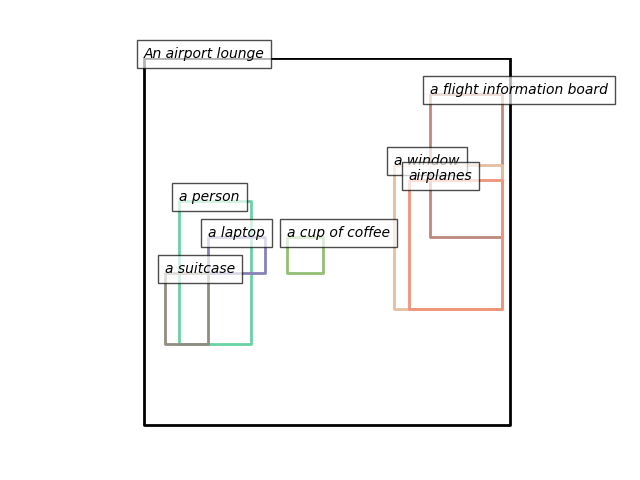 An airport lounge
a flight information board
a window
airplanes
a person
a laptop
a cup of coffee
a suitcase